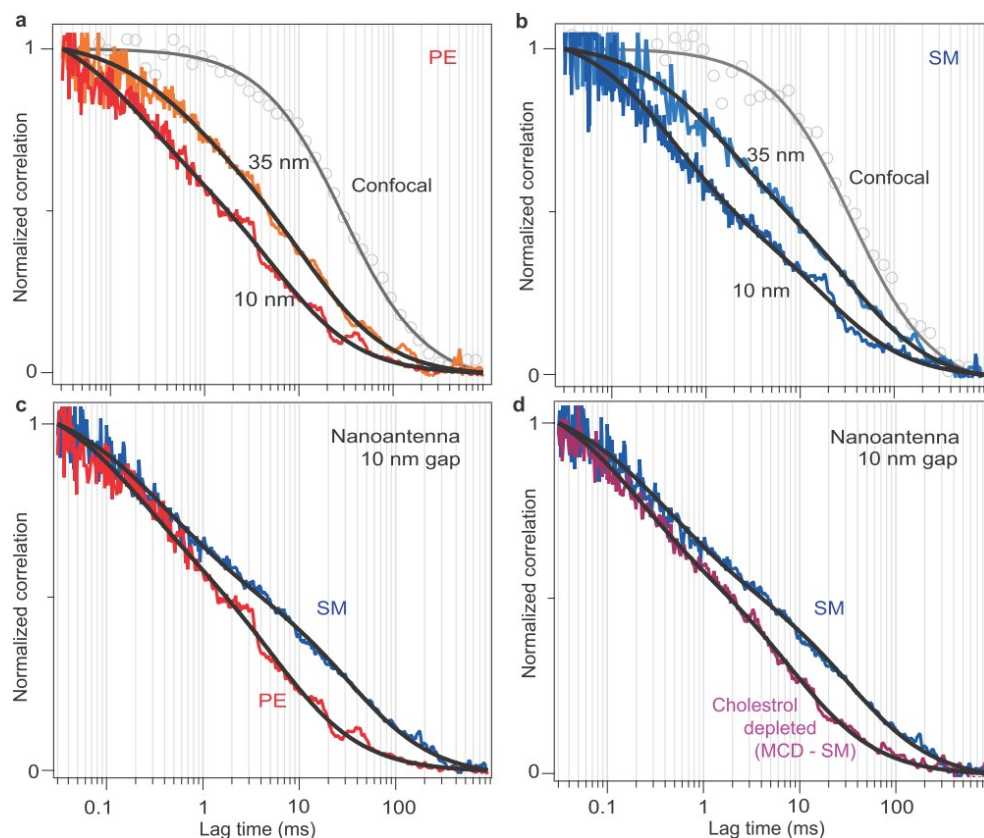 a
PE
1
Normalized correlation
35 nm
Confocal
10 nm
0
b
SM
1
Normalized correlation
35 nm
Confocal
10 nm
0
c
Nanoantenna
10 nm gap
1
Normalized correlation
SM
PE
0
0.1 1 10 100
Lag time (ms)
d
Nanoantenna
10 nm gap
1
Normalized correlation
SM
Cholestrol
depleted
(MCD - SM)
0
0.1 1 10 100
Lag time (ms)